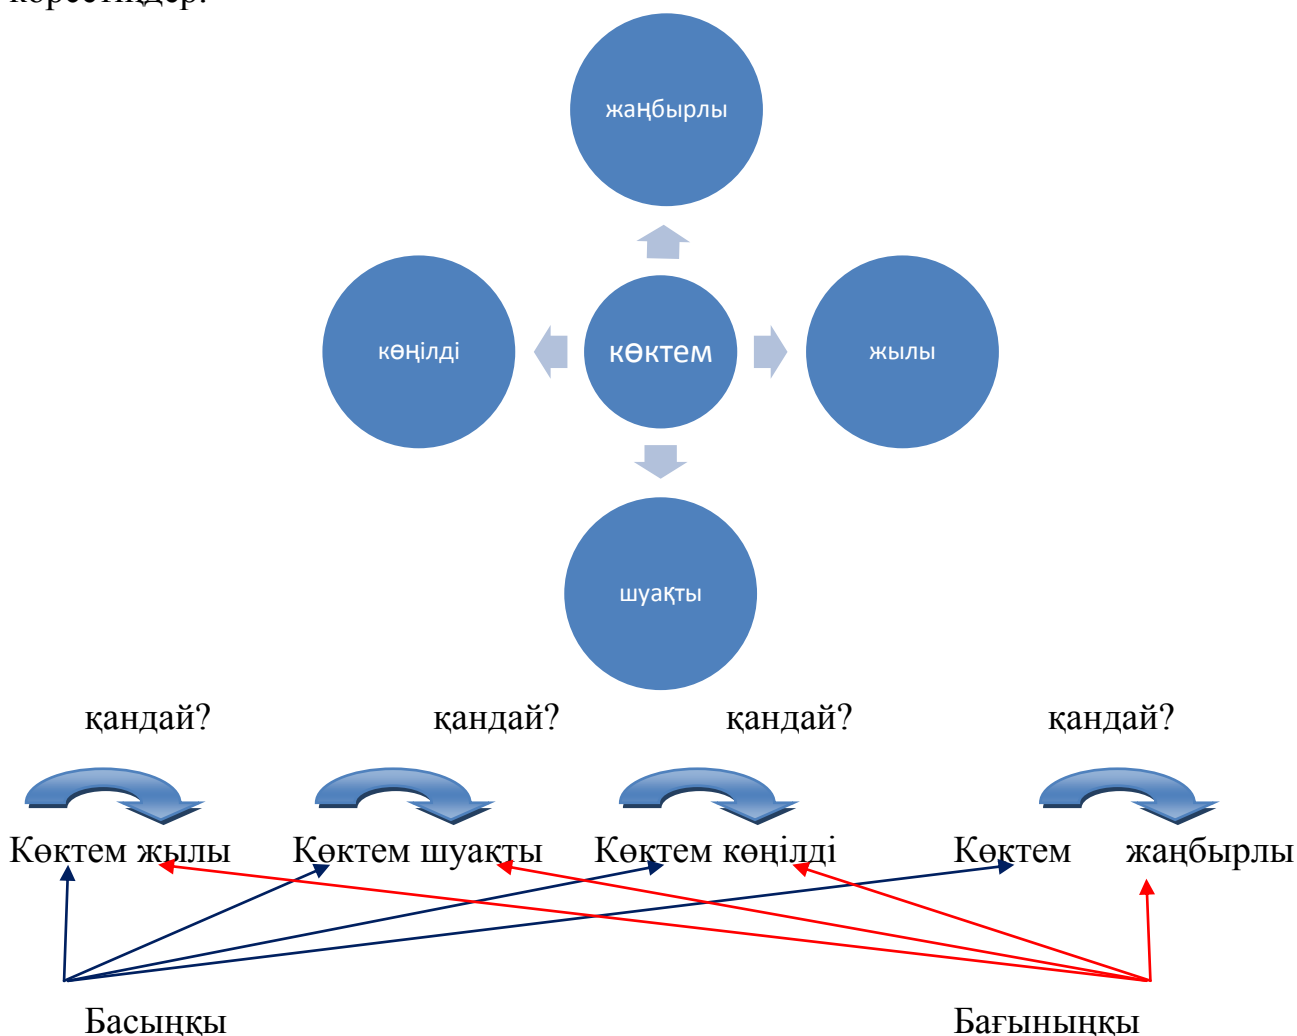 көрсетіңдер.
жаңбырлы
көңілді
көктем
жылы
шуақты
қандай? қандай? қандай? қандай?
Көктем жылы Көктем шуақты Көктем көңілді Көктем жаңбырлы
Басыңқы Бағыныңқы